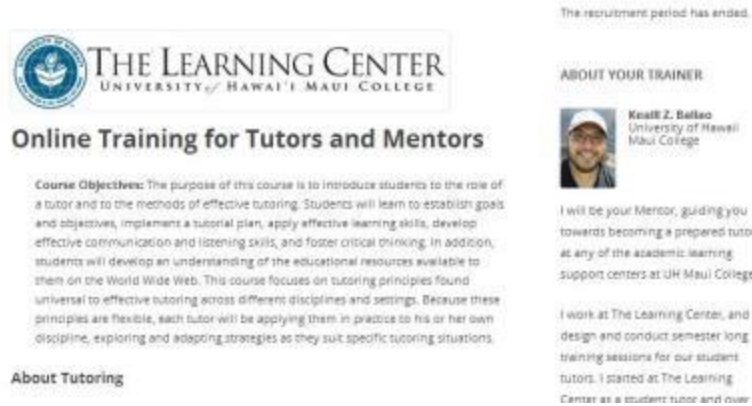 THE LEARNING CENTER
UNIVERSITY of HAWAI'I MAUI COLLEGE
Online Training for Tutors and Mentors
Course Objectives: The purpose of this course is to introduce students to the role of
a tutor and to the methods of effective tutoring. Students will learn to establish goals
and objectives, implement a tutorial plan, apply effective learning skills, develop
effective communication and listening skills, and foster critical thinking. In addition,
students will develop an understanding of the educational resources available to
them on the World Wide Web. This course focuses on tutoring principles found
universal to effective tutoring across different disciplines and settings. Because these
principles are flexible, each tutor will be applying them in practice to his or her own
discipline, exploring and adapting strategies as they suit specific tutoring situations.
About Tutoring
The recruitment period has ended.
ABOUT YOUR TRAINER
Z.
University of Hawaii
Maui College
I will be your Mentor, guiding you
towards becoming a prepared tutor
at any of the academic learning
support centers at UH Maui College
I work at The Learning Center, and
design and conduct semester long
training sessions for our student
tutors. I started at The Learning
Center as a student tutor and over